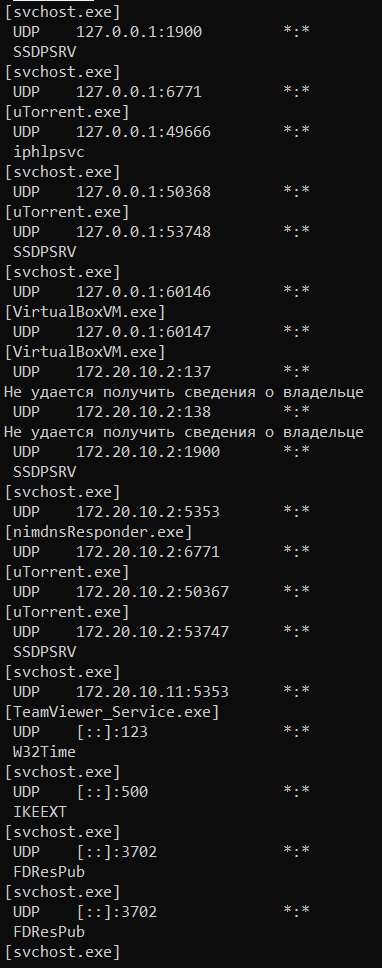 [svchost.exe]
UDP 127.0.0.1:1900 *:*
SSDPSRV
[svchost.exe]
UDP 127.0.0.1:6771 *:*
[uTorrent.exe]
UDP 127.0.0.1:49666 *:*
iphlpsvc
[svchost.exe]
UDP 127.0.0.1:50368 *:*
[uTorrent.exe]
UDP 127.0.0.1:53748 *:*
SSDPSRV
[svchost.exe]
UDP 127.0.0.1:60146 *:*
[VirtualBoxVM.exe]
UDP 127.0.0.1:60147 *:*
[VirtualBoxVM.exe]
UDP 172.20.10.2:137 *:*
Не удается получить сведения о владельце
UDP 172.20.10.2:138 *:*
Не удается получить сведения о владельце
UDP 172.20.10.2:1900 *:*
SSDPSRV
[svchost.exe]
UDP 172.20.10.2:5353 *:*
[nimdnsResponder.exe]
UDP 172.20.10.2:6771 *:*
[uTorrent.exe]
UDP 172.20.10.2:50367 *:*
[uTorrent.exe]
UDP 172.20.10.2:53747 *:*
SSDPSRV
[svchost.exe]
UDP 172.20.10.11:5353 *:*
[TeamViewer_Service.exe]
UDP [::]:123 *:*
W32Time
[svchost.exe]
UDP [::]:500 *:*
IKEEXT
[svchost.exe]
UDP [::]:3702 *:*
FDResPub
[svchost.exe]
UDP [::]:3702 *:*
FDResPub
[svchost.exe]